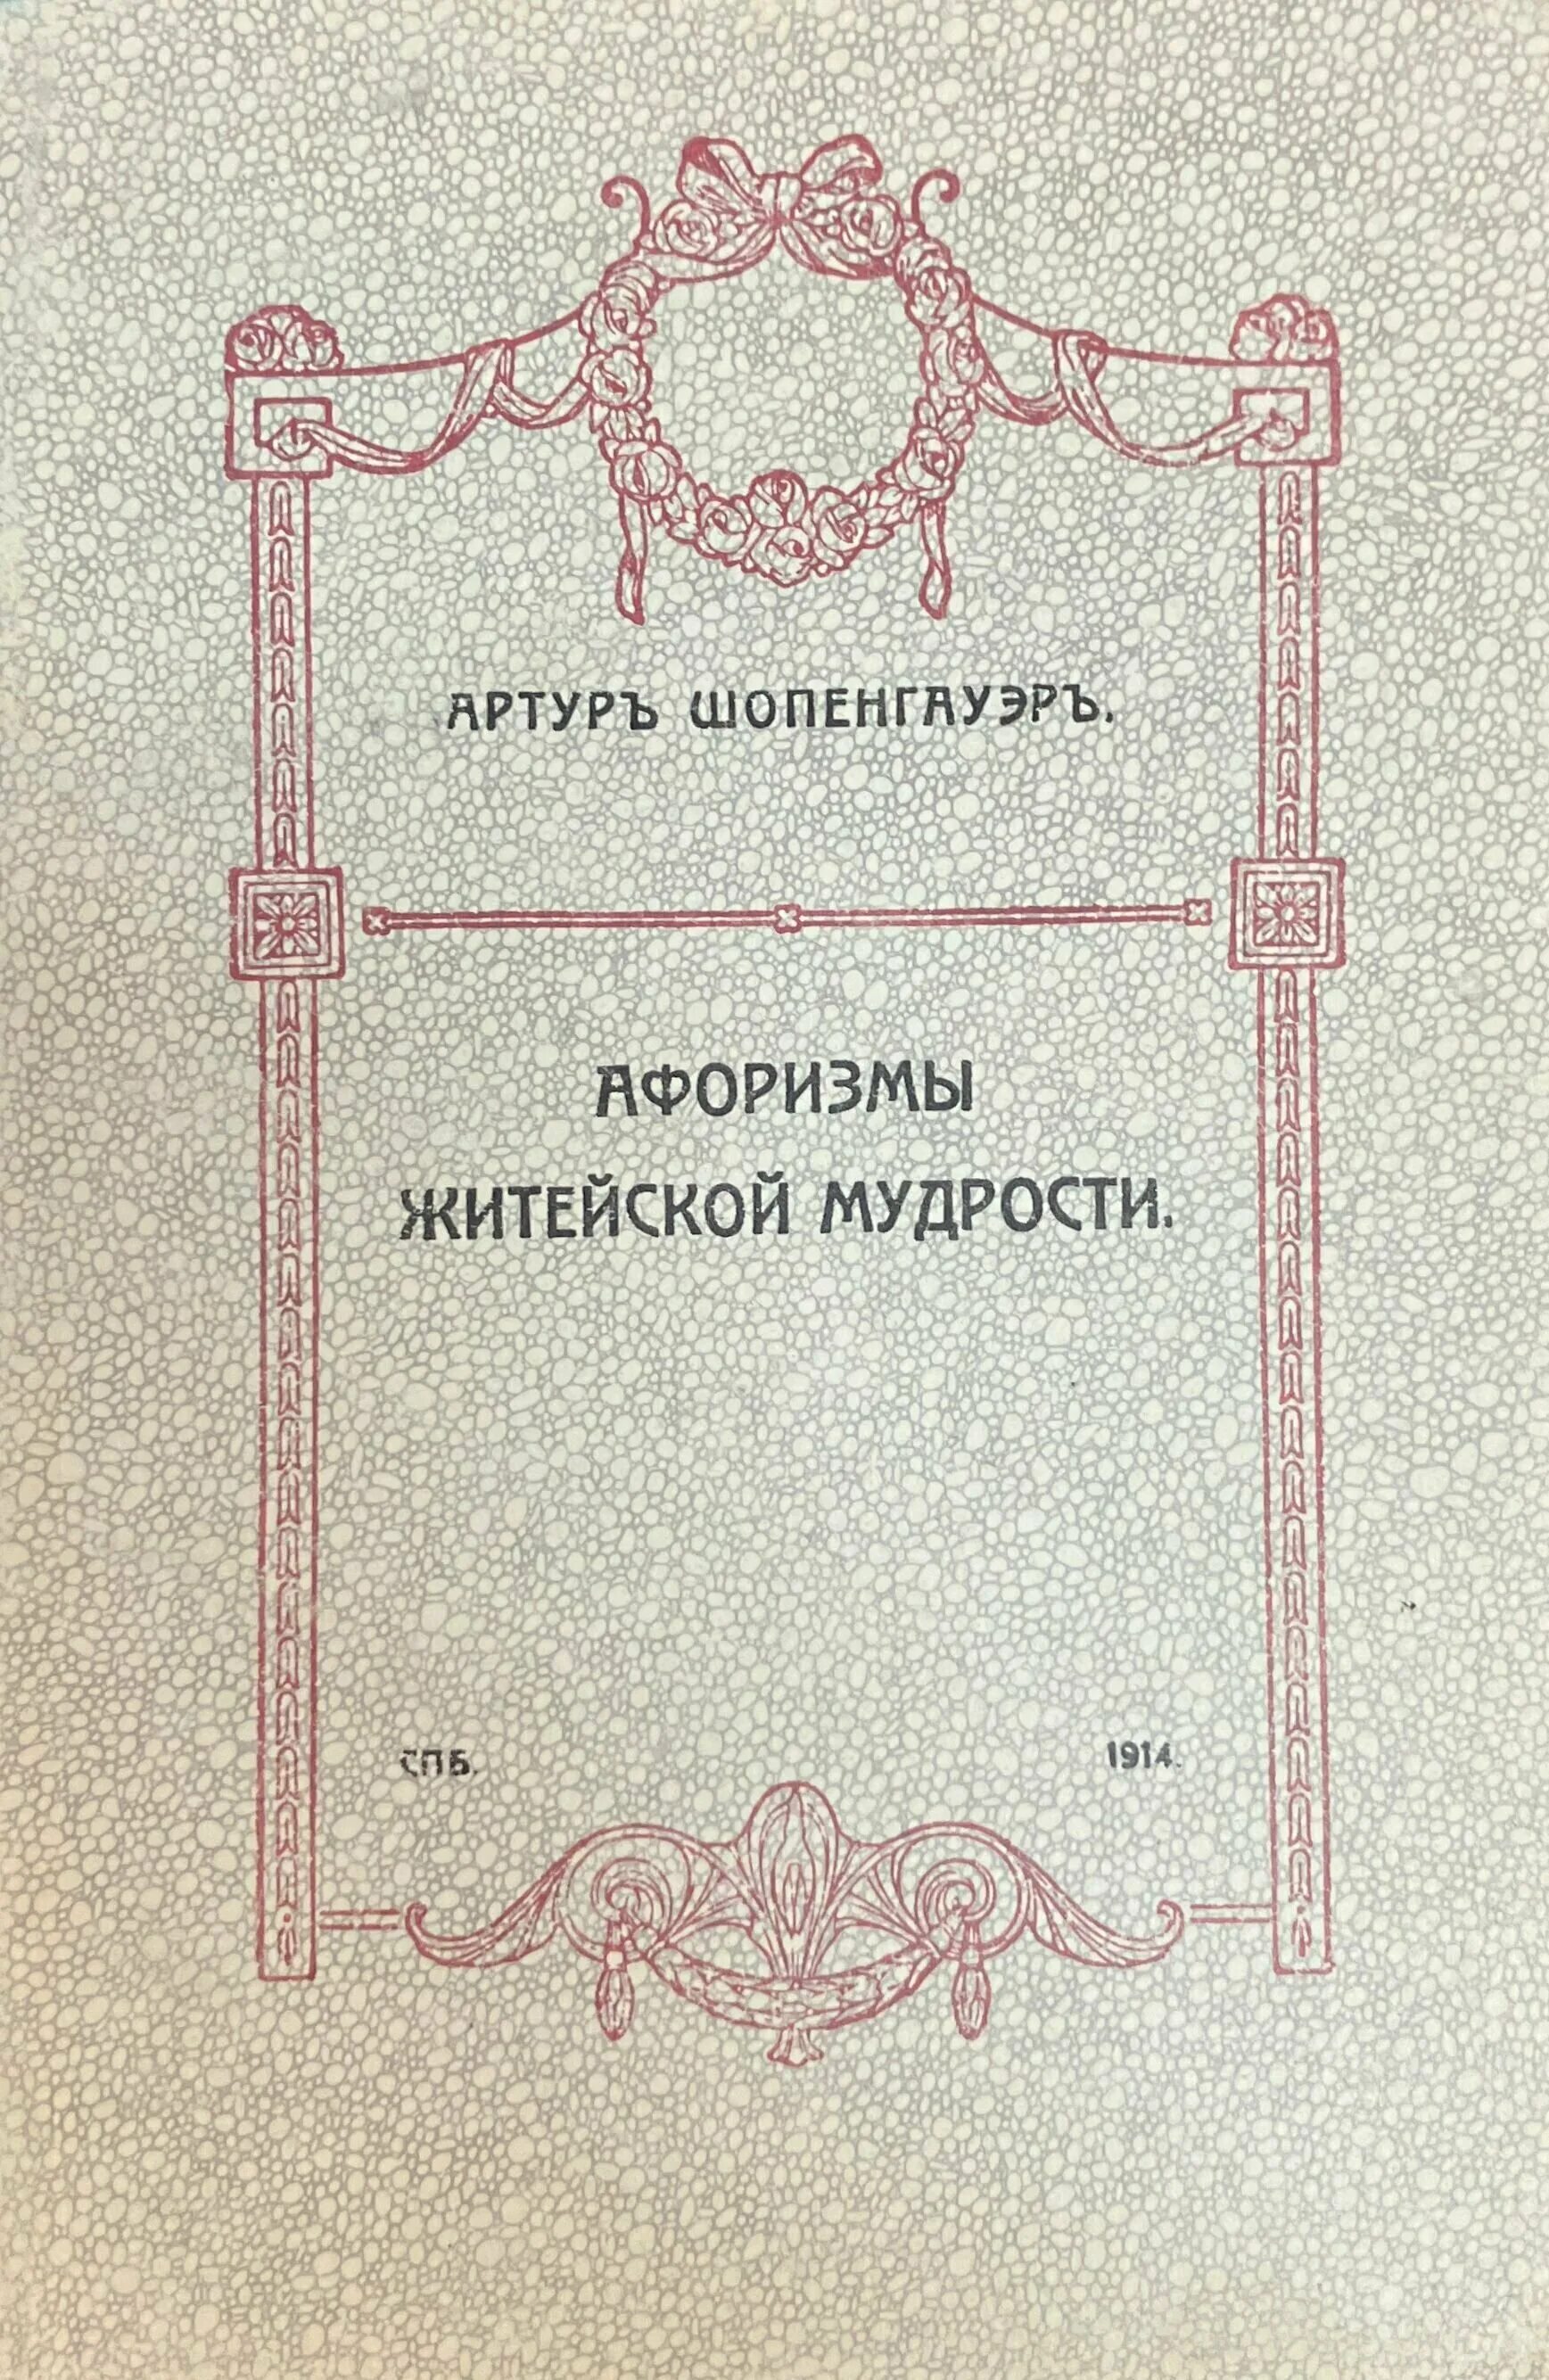 АРТУРЪ ШОПЕНГАУЭРЪ.
АФОРИЗМЫ
ЖИТЕЙСКОЙ МУДРОСТИ.
СПБ. 1914.